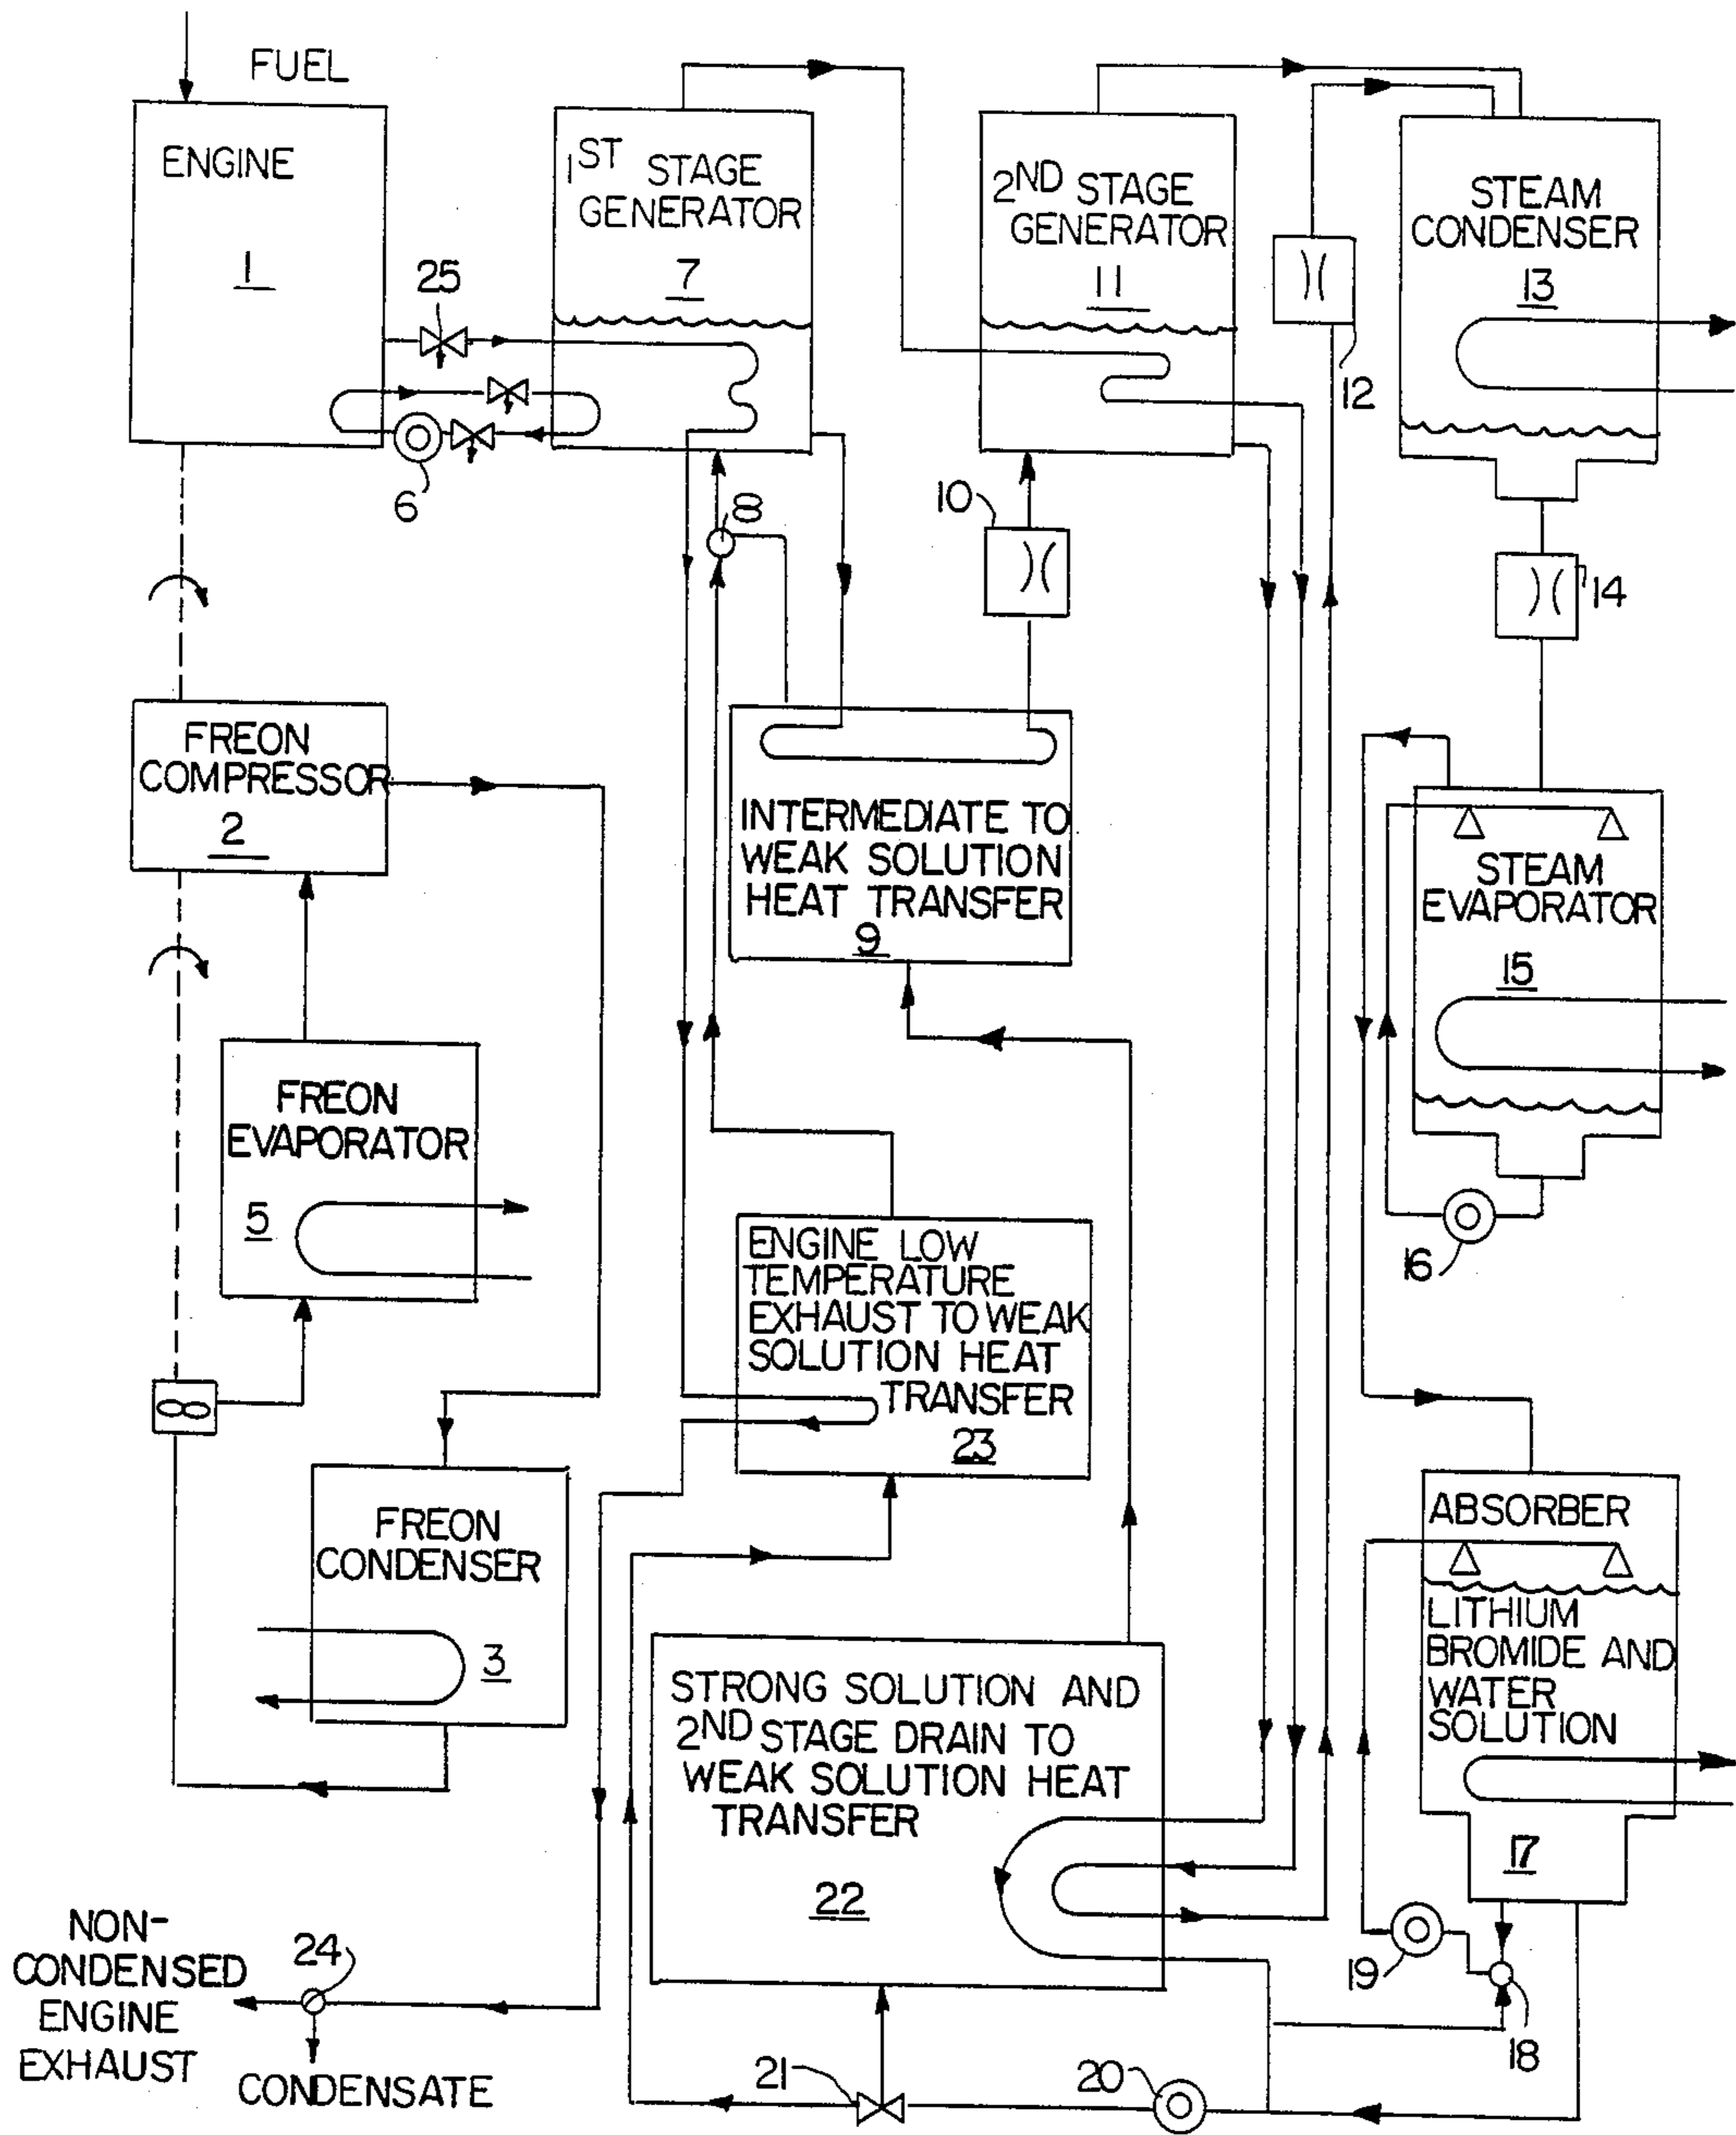 FUEL
ENGINE
1
25
6
1ST STAGE
GENERATOR
7
8
2ND STAGE
GENERATOR
11
10
12
STEAM
CONDENSER
13
14
FREON
COMPRESSOR
2
INTERMEDIATE TO
WEAK SOLUTION
HEAT TRANSFER
9
STEAM
EVAPORATOR
15
16
FREON
EVAPORATOR
5
ENGINE LOW
TEMPERATURE
EXHAUST TO WEAK
SOLUTION HEAT
TRANSFER
23
FREON
CONDENSER
3
ABSORBER
LITHIUM
BROMIDE AND
WATER
SOLUTION
17
STRONG SOLUTION AND
2ND STAGE DRAIN TO
WEAK SOLUTION HEAT
TRANSFER
22
19
18
NON-
CONDENSED
ENGINE
EXHAUST
24
CONDENSATE
21
20